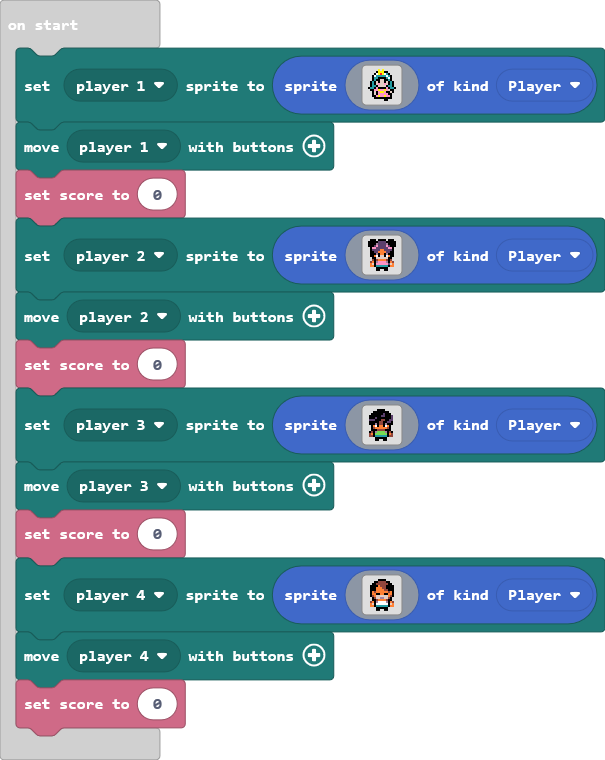 on start
set player 1 sprite to sprite of kind Player
move player 1 with buttons
set score to 0
set player 2 sprite to sprite of kind Player
move player 2 with buttons
set score to 0
set player 3 sprite to sprite of kind Player
move player 3 with buttons
set score to 0
set player 4 sprite to sprite of kind Player
move player 4 with buttons
set score to 0